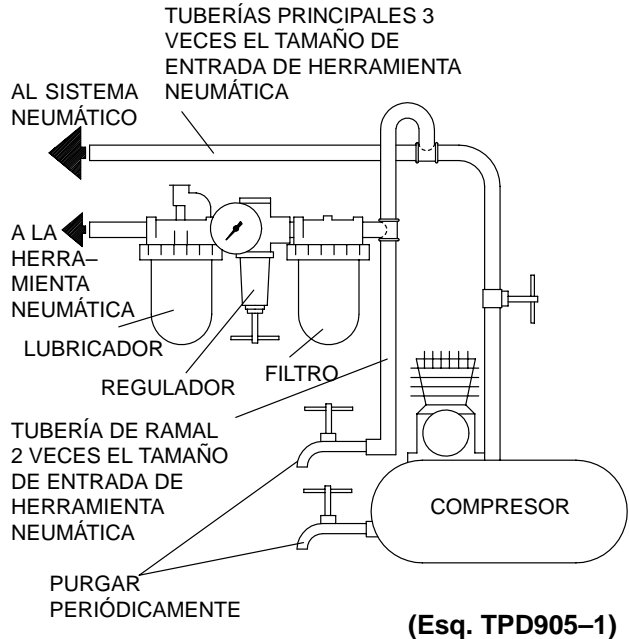 TUBERÍAS PRINCIPALES 3
VECES EL TAMAÑO DE
ENTRADA DE HERRAMIENTA
NEUMÁTICA
AL SISTEMA
NEUMÁTICO
A LA
HERRA–
MIENTA
NEUMÁTICA
LUBRICADOR
REGULADOR
FILTRO
TUBERÍA DE RAMAL
2 VECES EL TAMAÑO
DE ENTRADA DE
HERRAMIENTA
NEUMÁTICA
COMPRESOR
PURGAR
PERIÓDICAMENTE
(Esq. TPD905–1)